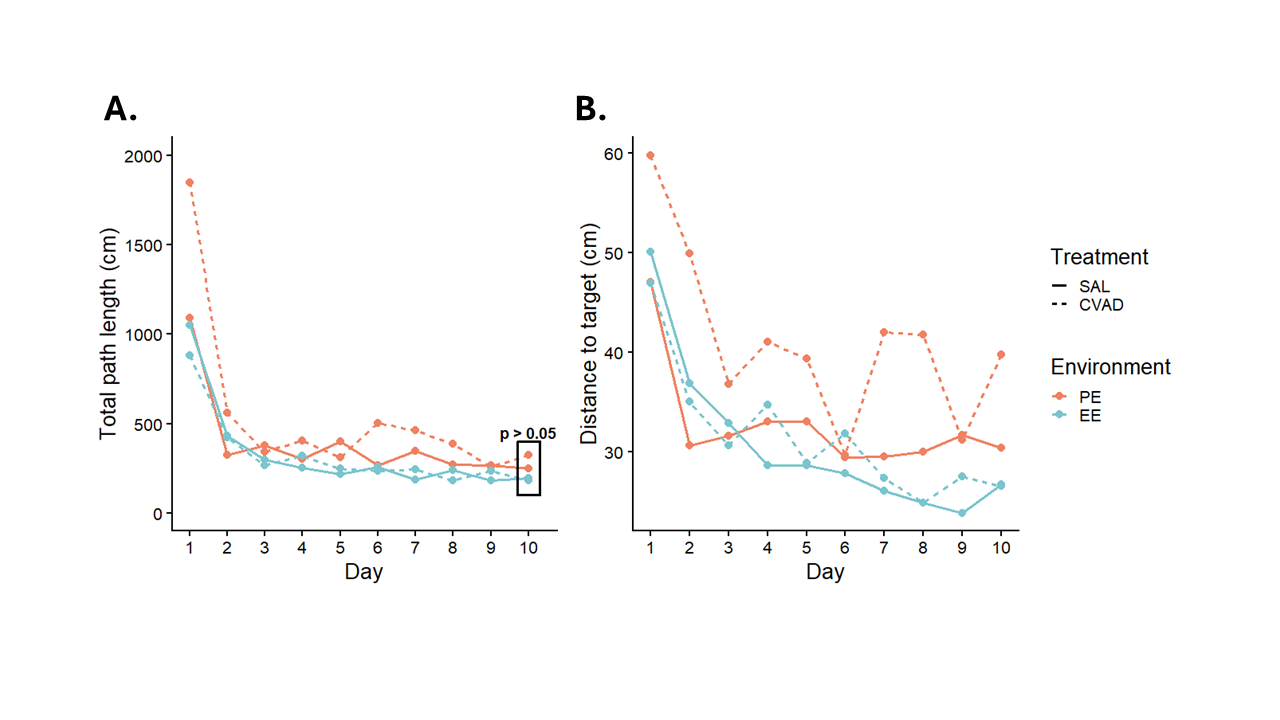 A.
2000
1500
1000
500
0
Total path length (cm)
p > 0.05
1 2 3 4 5 6 7 8 9 10
Day
B.
60
50
40
30
Distance to target (cm)
1 2 3 4 5 6 7 8 9 10
Day
Treatment
SAL
CVAD
Environment
PE
EE